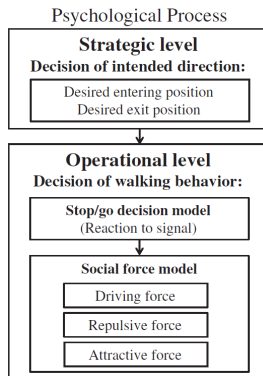 Psychological Process
Strategic level
Decision of intended direction:
Desired entering position
Desired exit position
Operational level
Decision of walking behavior:
Stop/go decision model
(Reaction to signal)
Social force model
Driving force
Repulsive force
Attractive force